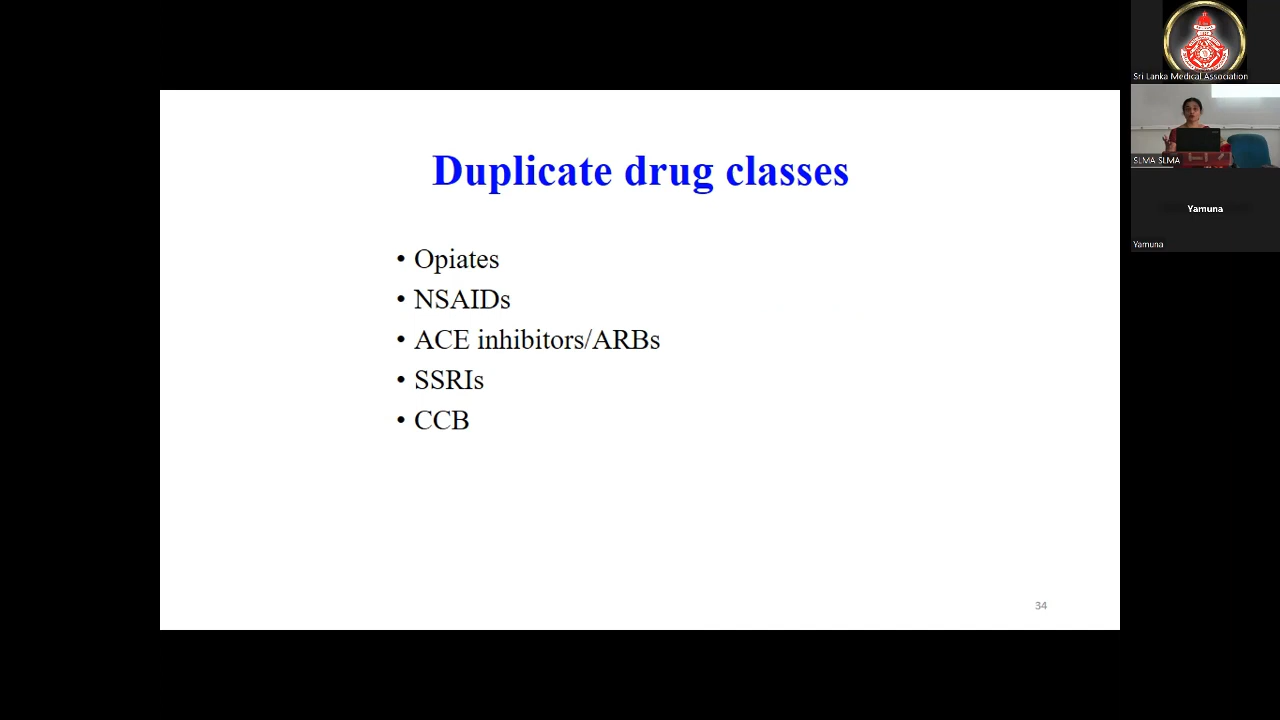 Duplicate drug classes
• Opiates
• NSAIDs
• ACE inhibitors/ARBs
• SSRIs
• CCB
34
Sri Lanka Medical Association
SLMA SLMA
Yamuna
Yamuna